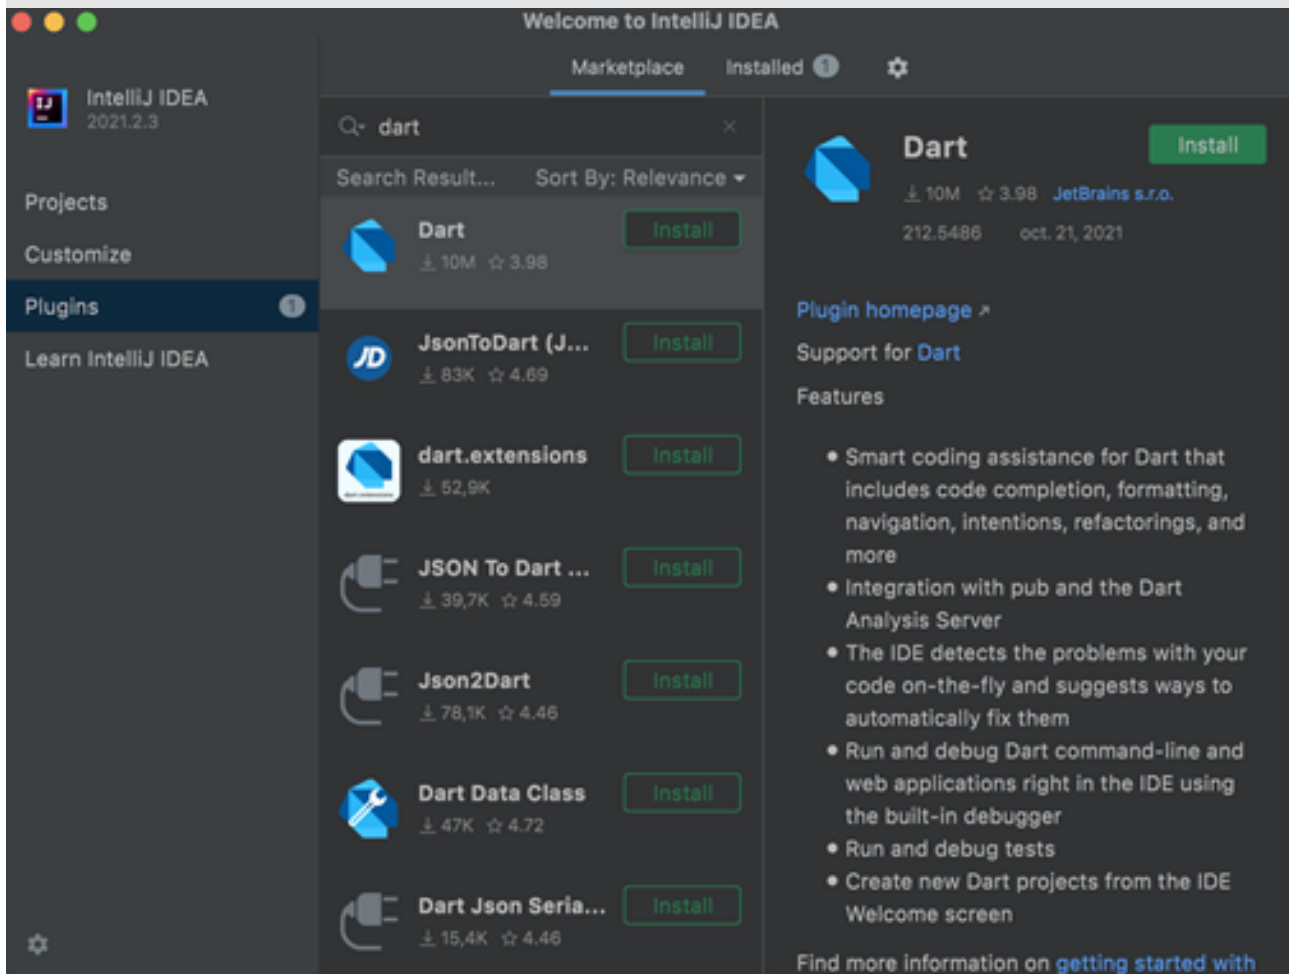 Welcome to IntelliJ IDEA
Marketplace
Installed 1
IntelliJ IDEA
2021.2.3
Projects
Customize
Plugins 1
Learn IntelliJ IDEA
dart
Search Result... Sort By: Relevance
Dart Install
10M 3.98
JsonToDart (J... Install
83K 4.69
dart.extensions Install
52,9K
JSON To Dart ... Install
39,7K 4.59
Json2Dart Install
78,1K 4.46
Dart Data Class Install
47K 4.72
Dart Json Seria... Install
15,4K 4.46
Dart Install
10M 3.98 JetBrains s.r.o.
212.5486 oct. 21, 2021
Plugin homepage
Support for Dart
Features
Smart coding assistance for Dart that
includes code completion, formatting,
navigation, intentions, refactorings, and
more
Integration with pub and the Dart
Analysis Server
The IDE detects the problems with your
code on-the-fly and suggests ways to
automatically fix them
Run and debug Dart command-line and
web applications right in the IDE using
the built-in debugger
Run and debug tests
Create new Dart projects from the IDE
Welcome screen
Find more information on getting started with